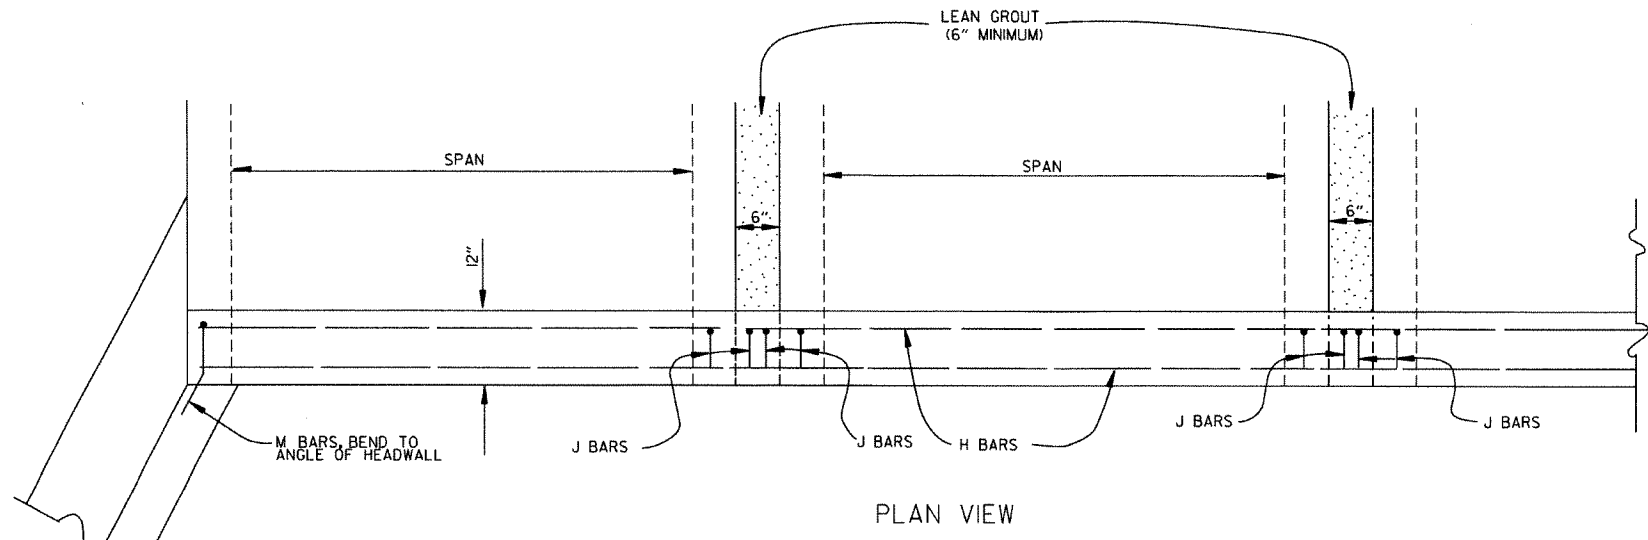 LEAN GROUT
(6" MINIMUM)
SPAN
SPAN
6"
6"
12"
M BARS, BEND TO
ANGLE OF HEADWALL
J BARS
J BARS
H BARS
J BARS
J BARS
PLAN VIEW